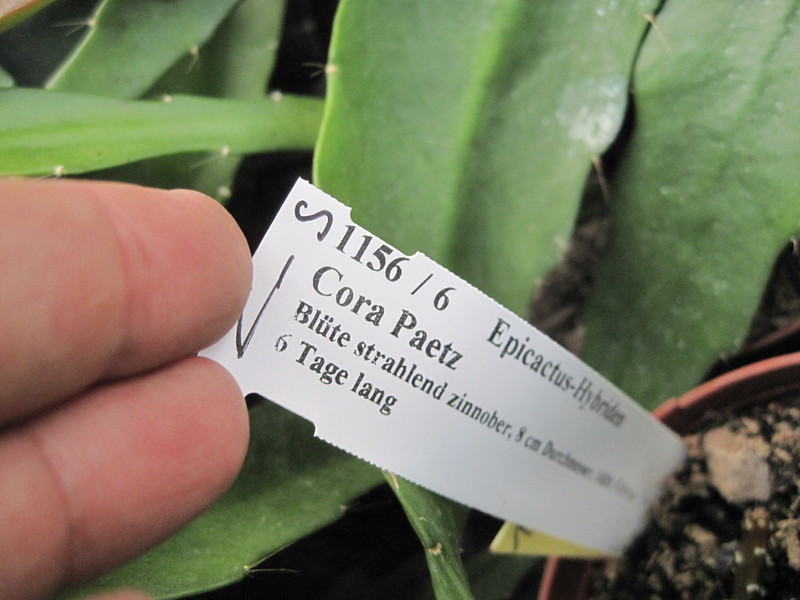 S 1156 / 6 Epicactus-Hybriden
Cora Paetz
Blüte strahlend zinnober, 8 cm Durchmesser,
6 Tage lang